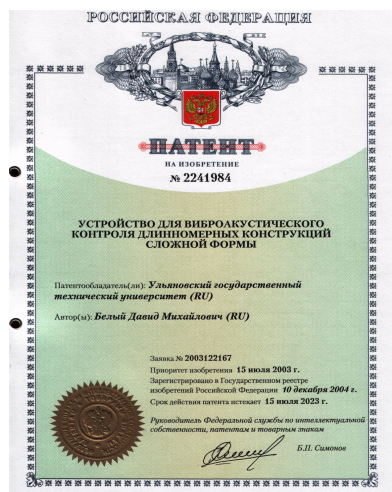 РОССИЙСКАЯ ФЕДЕРАЦИЯ
ПАТЕНТ
НА ИЗОБРЕТЕНИЕ
№ 2241984
УСТРОЙСТВО ДЛЯ ВИБРОАКУСТИЧЕСКОГО
КОНТРОЛЯ ДЛИННОМЕРНЫХ КОНСТРУКЦИЙ
СЛОЖНОЙ ФОРМЫ
Патентообладатель(ли): Ульяновский государственный
технический университет (RU)
Автор(ы): Белый Давид Михайлович (RU)
Заявка № 2003122167
Приоритет изобретения 15 июля 2003 г.
Зарегистрировано в Государственном реестре
изобретений Российской Федерации 10 декабря 2004 г.
Срок действия патента истекает 15 июля 2023 г.
Руководитель Федеральной службы по интеллектуальной
собственности, патентам и товарным знакам
Б.П. Симонов